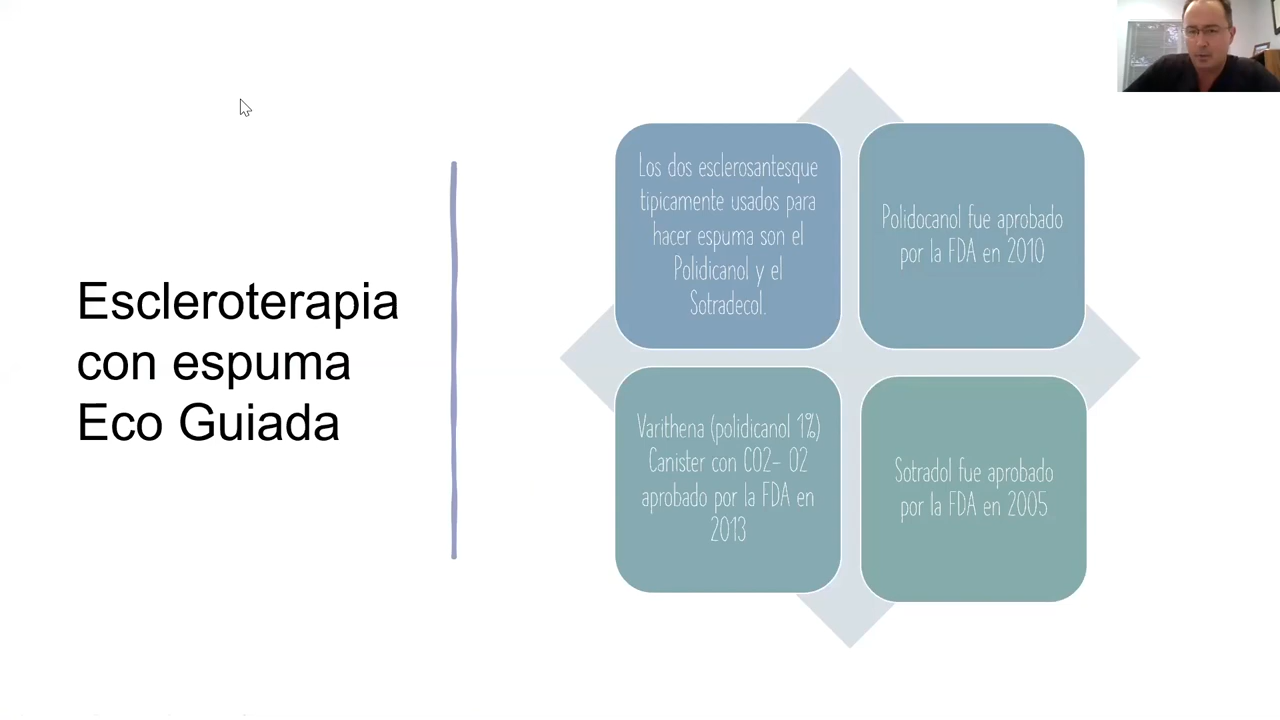 Escleroterapia
con espuma
Eco Guiada
Los dos esclerosantesque
tipicamente usados para
hacer espuma son el
Polidicanol y el
Sotradecol.
Polidocanol fue aprobado
por la FDA en 2010
Varithena (polidicanol 1%)
Canister con CO2- O2
aprobado por la FDA en
2013
Sotradol fue aprobado
por la FDA en 2005